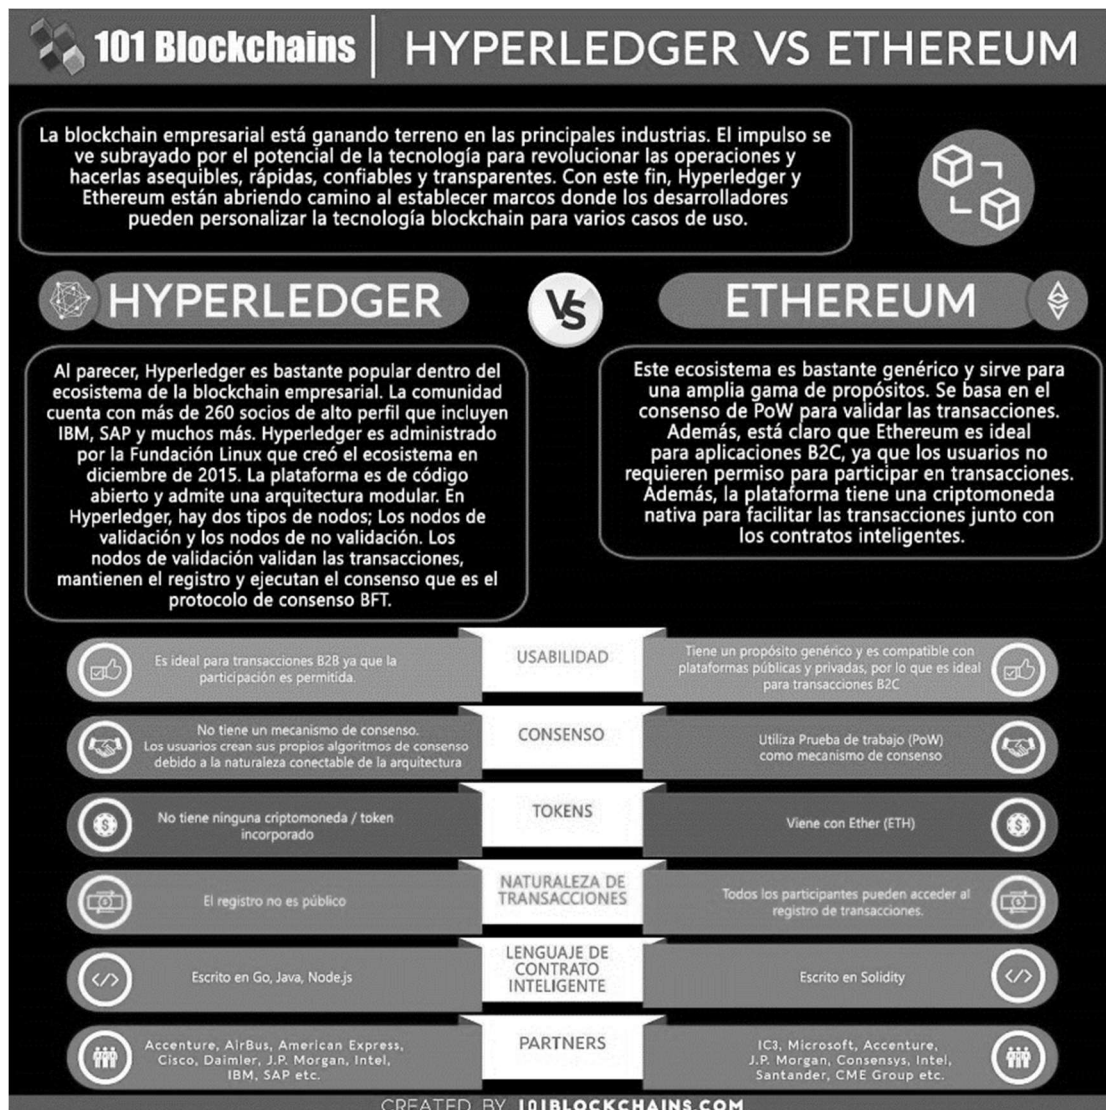 101 Blockchains
HYPERLEDGER VS ETHEREUM
La blockchain empresarial está ganando terreno en las principales industrias. El impulso se
ve subrayado por el potencial de la tecnología para revolucionar las operaciones y
hacerlas asequibles, rápidas, confiables y transparentes. Con este fin, Hyperledger y
Ethereum están abriendo camino al establecer marcos donde los desarrolladores
pueden personalizar la tecnología blockchain para varios casos de uso.
HYPERLEDGER
VS
ETHEREUM
Al parecer, Hyperledger es bastante popular dentro del
ecosistema de la blockchain empresarial. La comunidad
cuenta con más de 260 socios de alto perfil que incluyen
IBM, SAP y muchos más. Hyperledger es administrado
por la Fundación Linux que creó el ecosistema en
diciembre de 2015. La plataforma es de código
abierto y admite una arquitectura modular. En
Hyperledger, hay dos tipos de nodos; Los nodos de
validación y los nodos de no validación. Los
nodos de validación validan las transacciones,
mantienen el registro y ejecutan el consenso que es el
protocolo de consenso BFT.
Este ecosistema es bastante genérico y sirve para
una amplia gama de propósitos. Se basa en el
consenso de PoW para validar las transacciones.
Además, está claro que Ethereum es ideal
para aplicaciones B2C, ya que los usuarios no
requieren permiso para participar en transacciones.
Además, la plataforma tiene una criptomoneda
nativa para facilitar las transacciones junto con
los contratos inteligentes.
Es ideal para transacciones B2B ya que la
participación es permitida.
USABILIDAD
Tiene un propósito genérico y es compatible con
plataformas públicas y privadas, por lo que es ideal
para transacciones B2C
No tiene un mecanismo de consenso.
Los usuarios crean sus propios algoritmos de consenso
debido a la naturaleza conectable de la arquitectura
CONSENSO
Utiliza Prueba de trabajo (PoW)
como mecanismo de consenso
No tiene ninguna criptomoneda / token
incorporado
TOKENS
Viene con Ether (ETH)
El registro no es público
NATURALEZA DE
TRANSACCIONES
Todos los participantes pueden acceder al
registro de transacciones.
Escrito en Go, Java, Node.js
LENGUAJE DE
CONTRATO
INTELIGENTE
Escrito en Solidity
Accenture, AirBus, American Express,
Cisco, Daimler, J.P. Morgan, Intel,
IBM, SAP etc.
PARTNERS
IC3, Microsoft, Accenture,
J.P. Morgan, Consensys, Intel,
Santander, CME Group etc.
CREATED BY 101BLOCKCHAINS.COM